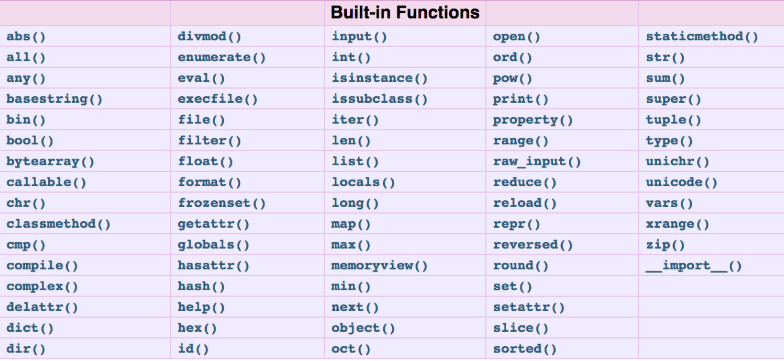 Built-in Functions
abs() divmod() input() open() staticmethod()
all() enumerate() int() ord() str()
any() eval() isinstance() pow() sum()
basestring() execfile() issubclass() print() super()
bin() file() iter() property() tuple()
bool() filter() len() range() type()
bytearray() float() list() raw_input() unichr()
callable() format() locals() reduce() unicode()
chr() frozenset() long() reload() vars()
classmethod() getattr() map() repr() xrange()
cmp() globals() max() reversed() zip()
compile() hasattr() memoryview() round() __import__()
complex() hash() min() set()
delattr() help() next() setattr()
dict() hex() object() slice()
dir() id() oct() sorted()